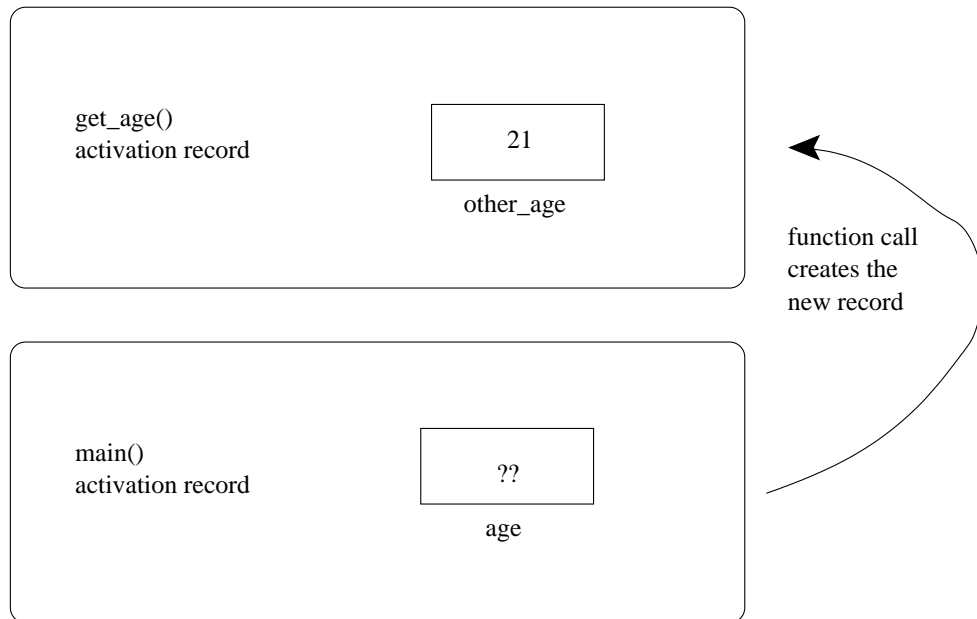 get_age()
activation record
21
other_age
function call
creates the
new record
main()
activation record
??
age